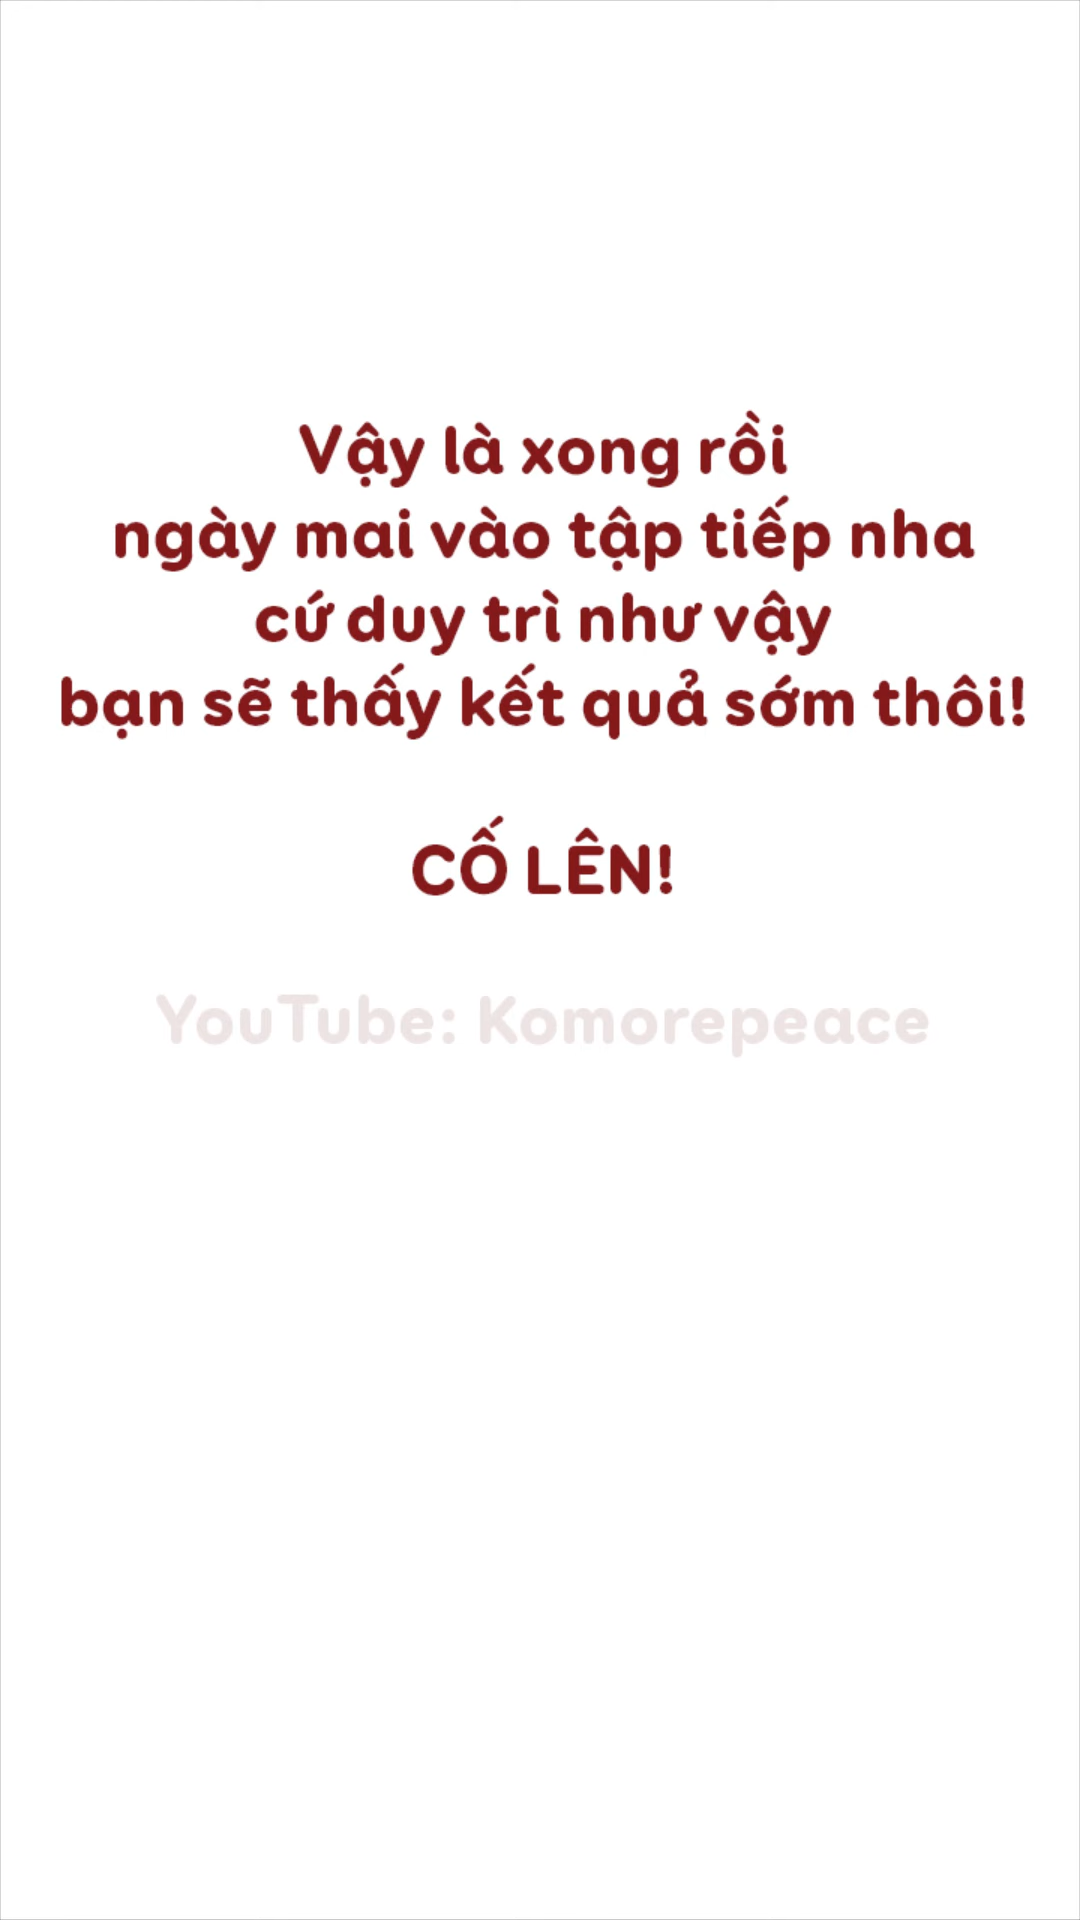 Vậy là xong rồi
ngày mai vào tập tiếp nha
cứ duy trì như vậy
bạn sẽ thấy kết quả sớm thôi!
CỐ LÊN!
YouTube: Komorepeace